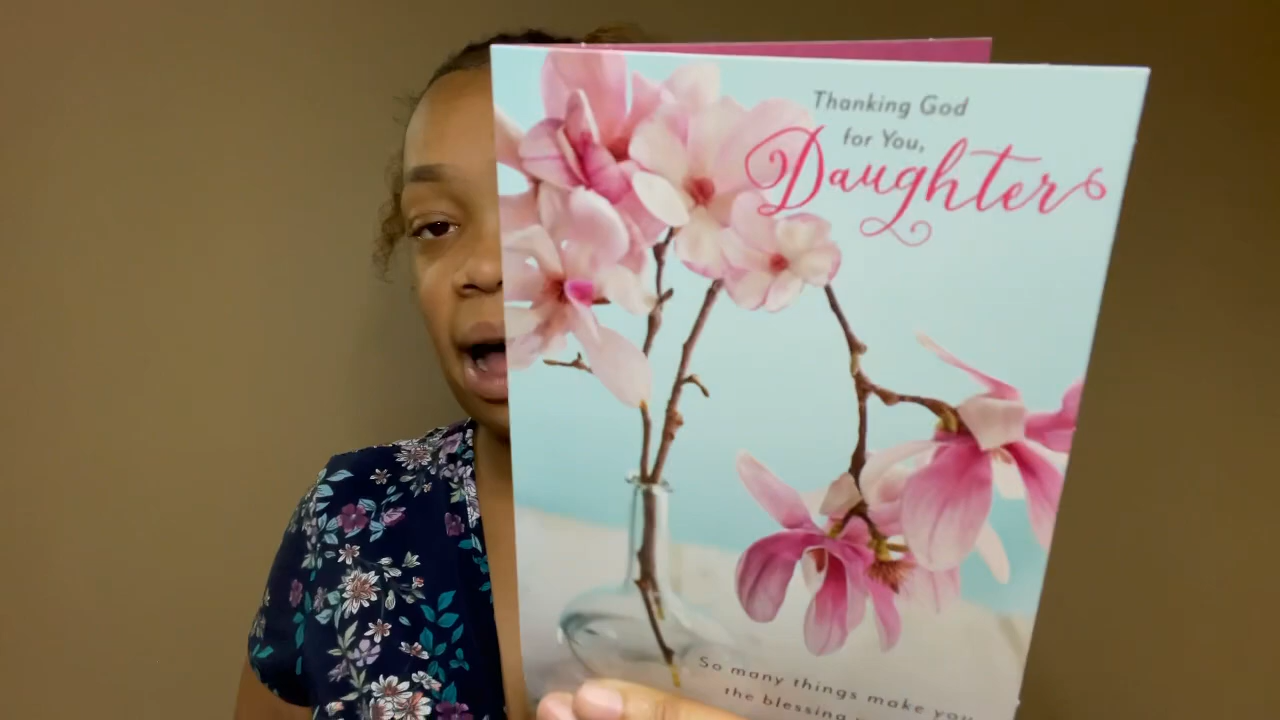 Thanking God
for You,
Daughter
So many things make you
the blessing